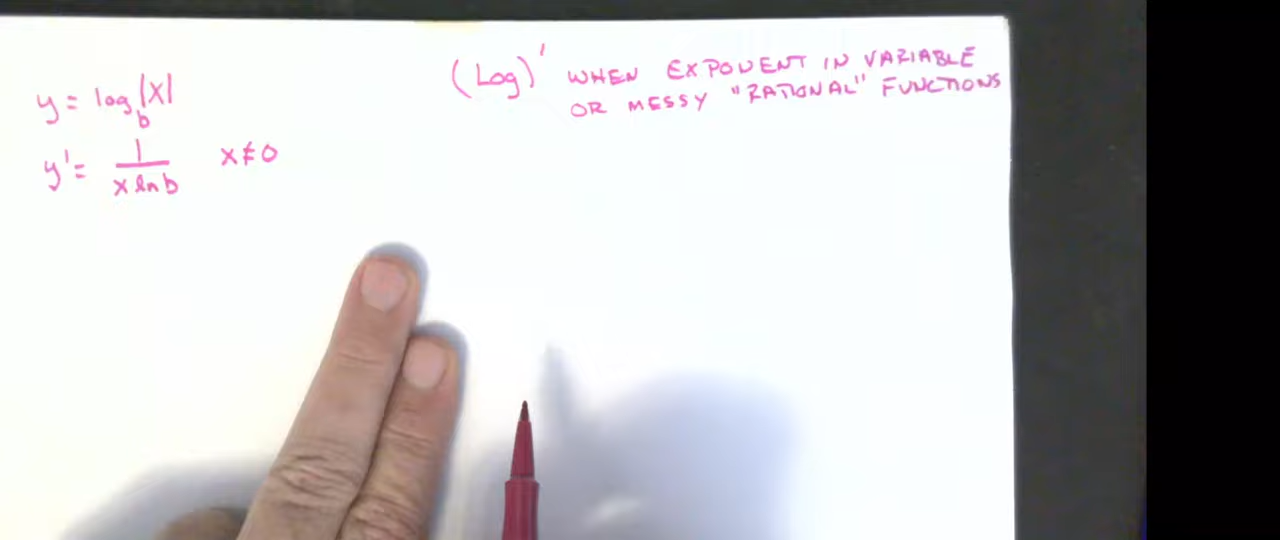 y = log_b |x|
y' = 1 / (x ln b) x ≠ 0
(Log)' WHEN EXPONENT IN VARIABLE
OR MESSY "RATIONAL" FUNCTIONS